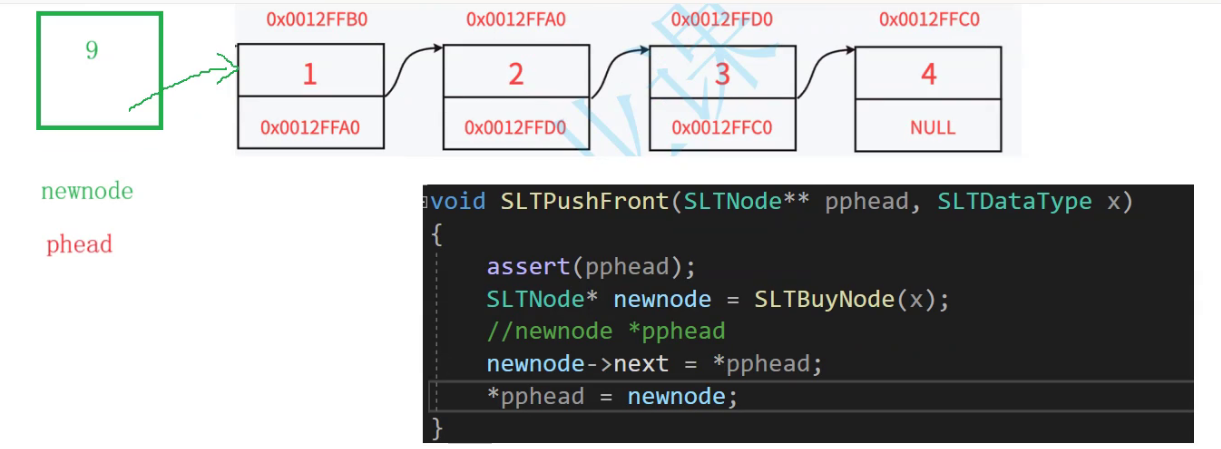 9
0x0012FFB0 0x0012FFA0 0x0012FFD0 0x0012FFC0
1 2 3 4
0x0012FFA0 0x0012FFD0 0x0012FFC0 NULL
newnode
phead
void SLTPushFront(SLTNode** pphead, SLTDataType x)
{
assert(pphead);
SLTNode* newnode = SLTBuyNode(x);
//newnode *pphead
newnode->next = *pphead;
*pphead = newnode;
}